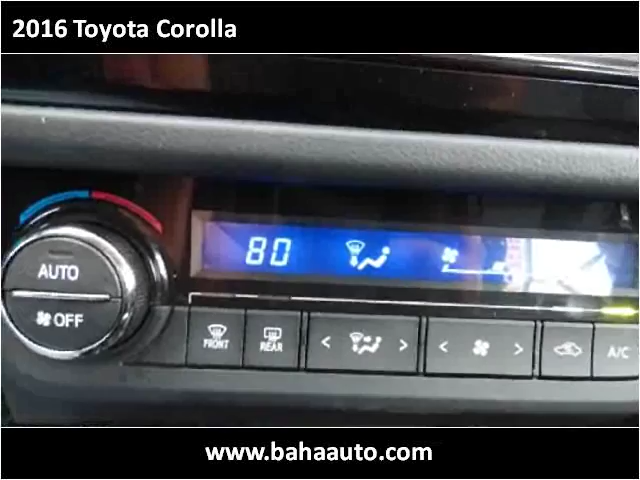 2016 Toyota Corolla
80
AUTO
OFF
FRONT
REAR
< >
< >
A/C
www.bahaauto.com